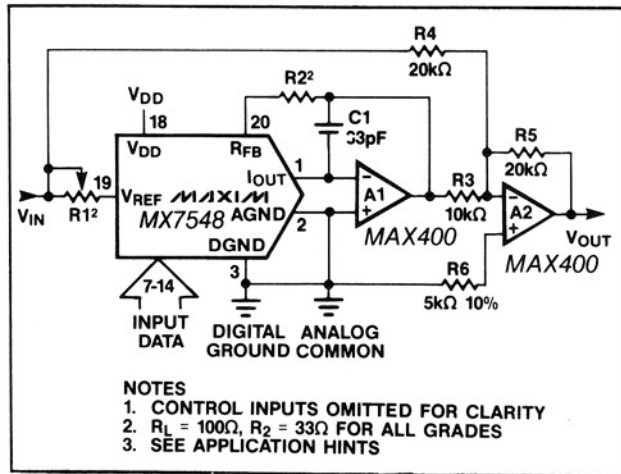 R4
20kΩ
R2²
VDD
18
20
C1
33pF
R5
20kΩ
VDD
RFB
1
IOUT
19
VREF MAXIM
MX7548 AGND
2
A1
R3
10kΩ
A2
VIN
R1²
MAX400
VOUT
DGND
3
MAX400
7-14
R6
5kΩ 10%
INPUT
DATA
DIGITAL ANALOG
GROUND COMMON
NOTES
1. CONTROL INPUTS OMITTED FOR CLARITY
2. RL = 100Ω, R2 = 33Ω FOR ALL GRADES
3. SEE APPLICATION HINTS